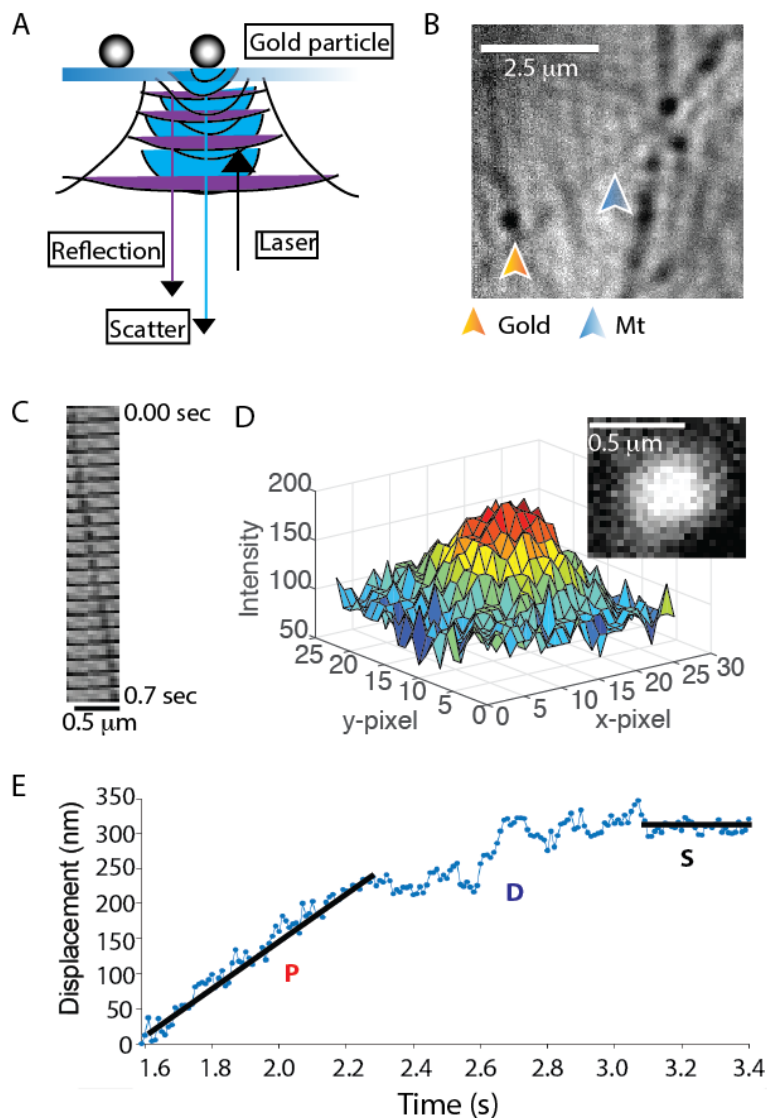 A
Gold particle
Reflection
Laser
Scatter
B
2.5 μm
Gold
Mt
C
0.00 sec
0.7 sec
0.5 μm
D
0.5 μm
200
150
100
50
Intensity
25
20
15
10
5
0
y-pixel
0
5
10
15
20
25
30
x-pixel
E
350
300
250
200
150
100
50
0
Displacement (nm)
P
D
S
1.6 1.8 2.0 2.2 2.4 2.6 2.8 3.0 3.2 3.4
Time (s)